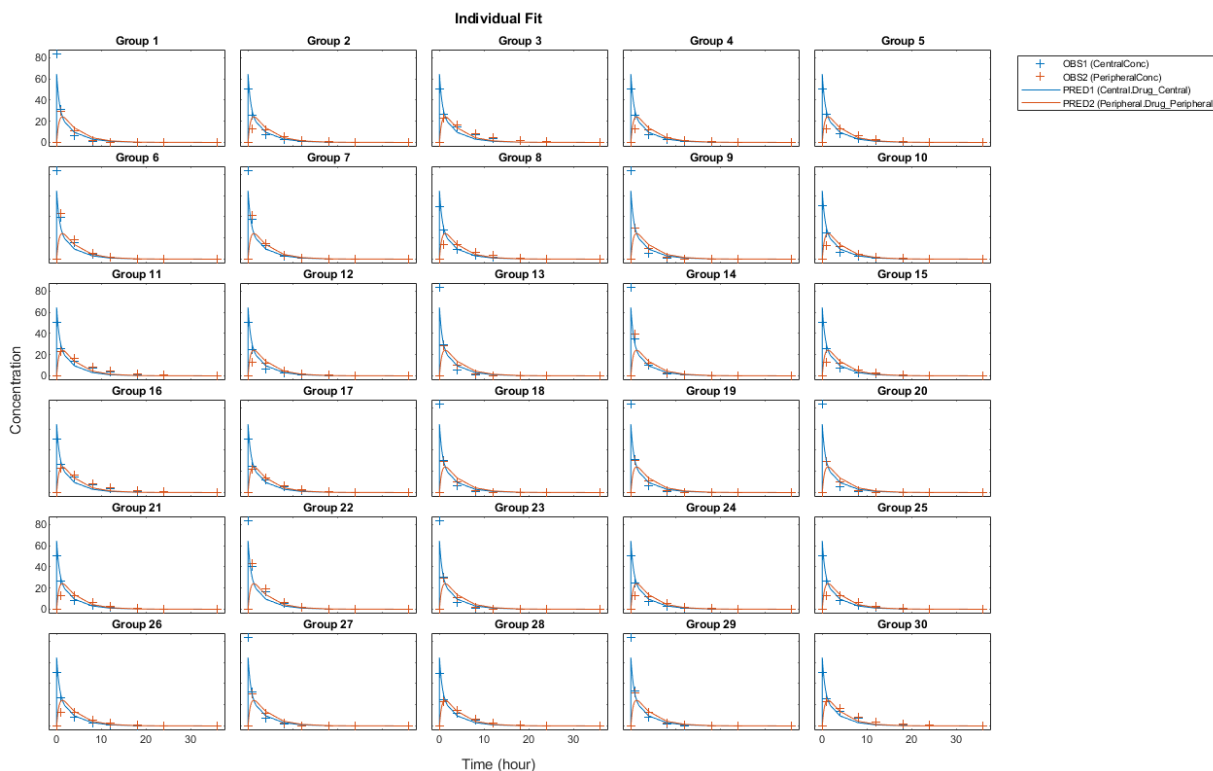 Individual Fit
Group 1
Group 2
Group 3
Group 4
Group 5
80
60
40
20
0
OBS1 (CentralConc)
OBS2 (PeripheralConc)
PRED1 (Central.Drug_Central)
PRED2 (Peripheral.Drug_Peripheral)
Group 6
Group 7
Group 8
Group 9
Group 10
Group 11
Group 12
Group 13
Group 14
Group 15
80
60
40
20
0
Concentration
Group 16
Group 17
Group 18
Group 19
Group 20
Group 21
Group 22
Group 23
Group 24
Group 25
80
60
40
20
0
Group 26
Group 27
Group 28
Group 29
Group 30
0 10 20 30
0 10 20 30
0 10 20 30
Time (hour)